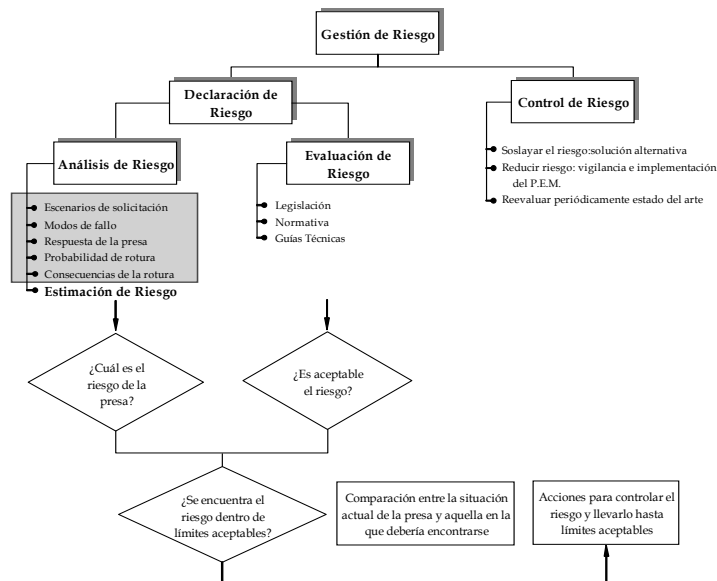 Gestión de Riesgo
Declaración de
Riesgo
Control de Riesgo
Análisis de Riesgo
Evaluación de
Riesgo
Soslayar el riesgo:solución alternativa
Reducir riesgo: vigilancia e implementación
del P.E.M.
Reevaluar periódicamente estado del arte
Escenarios de solicitación
Modos de fallo
Respuesta de la presa
Probabilidad de rotura
Consecuencias de la rotura
Estimación de Riesgo
Legislación
Normativa
Guías Técnicas
¿Cuál es el
riesgo de la
presa?
¿Es aceptable
el riesgo?
¿Se encuentra el
riesgo dentro de
límites aceptables?
Comparación entre la situación
actual de la presa y aquella en la
que debería encontrarse
Acciones para controlar el
riesgo y llevarlo hasta
límites aceptables